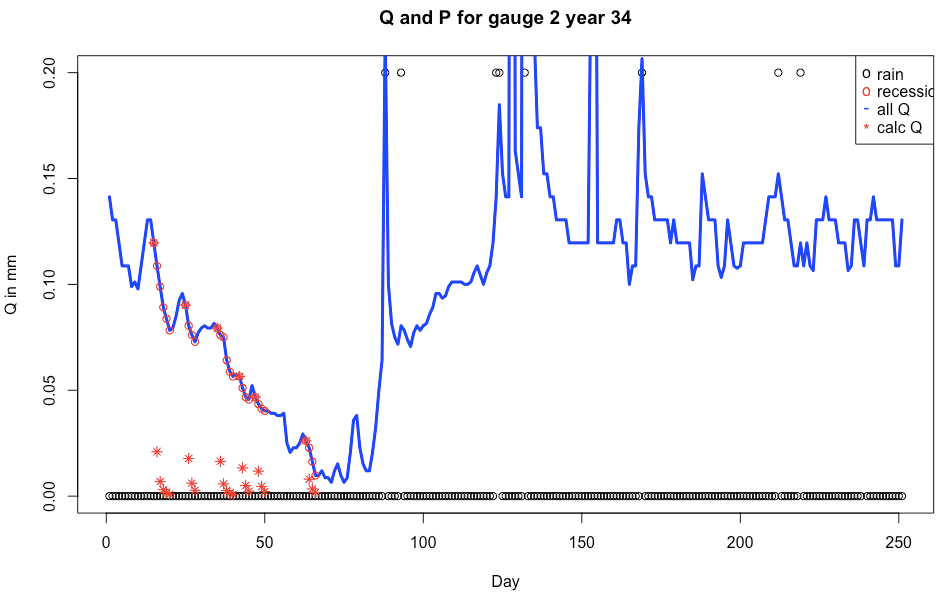 Q and P for gauge 2 year 34
Q in mm
0.20
0.15
0.10
0.05
0.00
rain
recessio
- all Q
* calc Q
0 50 100 150 200 250
Day